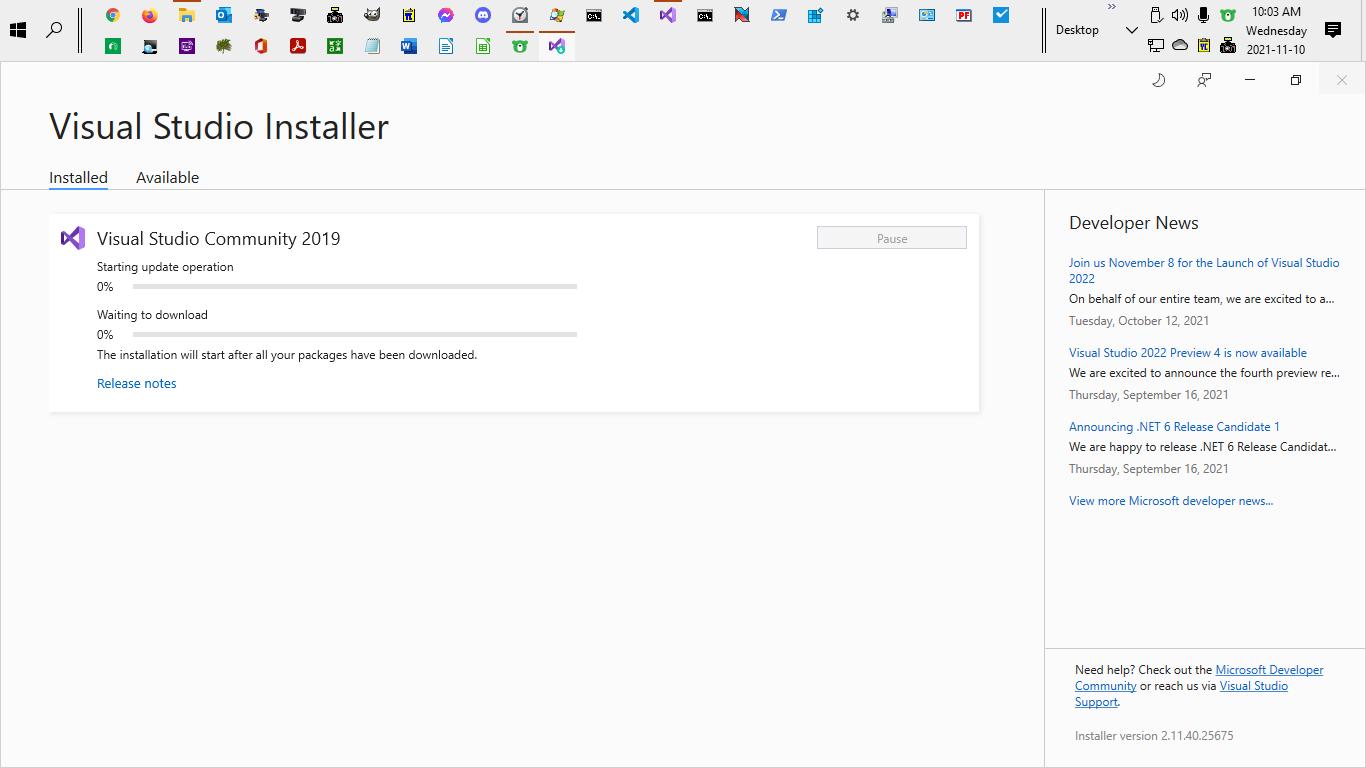 10:03 AM
Desktop
Wednesday
2021-11-10
Visual Studio Installer
Installed
Available
Visual Studio Community 2019
Pause
Starting update operation
0%
Waiting to download
0%
The installation will start after all your packages have been downloaded.
Release notes
Developer News
Join us November 8 for the Launch of Visual Studio
2022
On behalf of our entire team, we are excited to a...
Tuesday, October 12, 2021
Visual Studio 2022 Preview 4 is now available
We are excited to announce the fourth preview re...
Thursday, September 16, 2021
Announcing .NET 6 Release Candidate 1
We are happy to release .NET 6 Release Candidat...
Thursday, September 16, 2021
View more Microsoft developer news...
Need help? Check out the Microsoft Developer
Community or reach us via Visual Studio
Support.
Installer version 2.11.40.25675